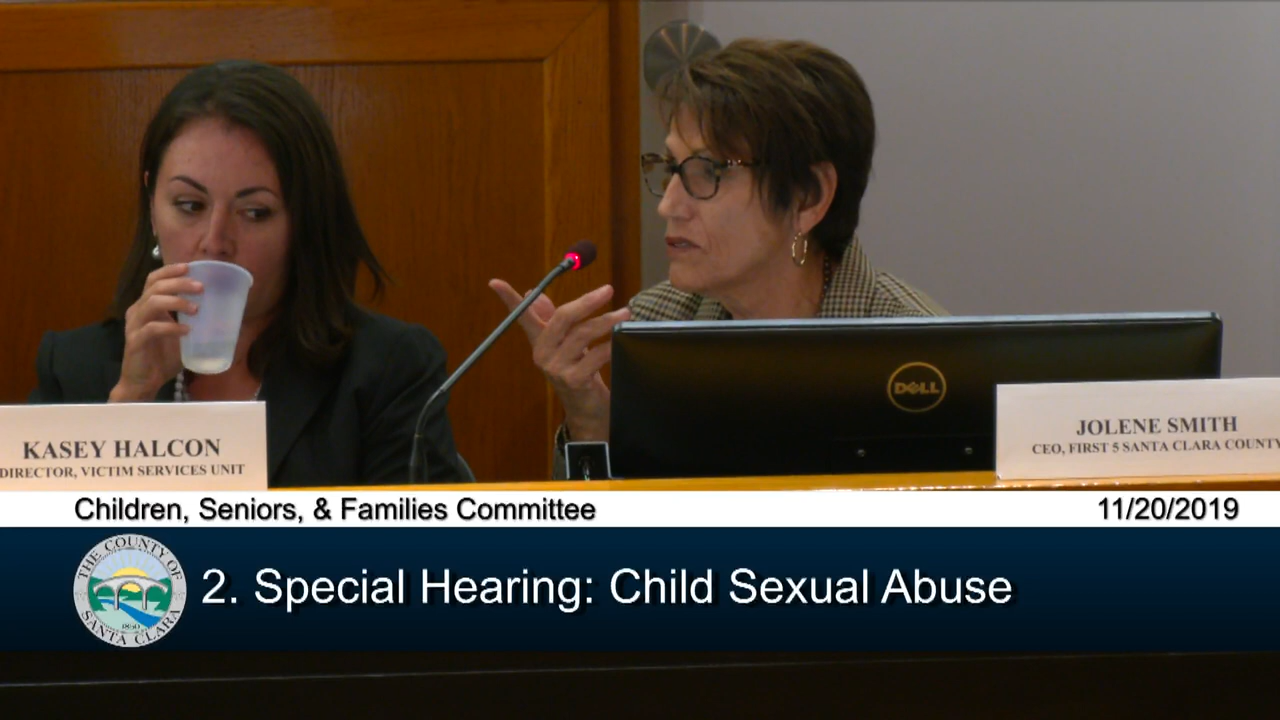 DELL
KASEY HALCON
DIRECTOR, VICTIM SERVICES UNIT
JOLENE SMITH
CEO, FIRST 5 SANTA CLARA COUNTY
Children, Seniors, & Families Committee
11/20/2019
THE COUNTY OF
SANTA CLARA
1850
2. Special Hearing: Child Sexual Abuse